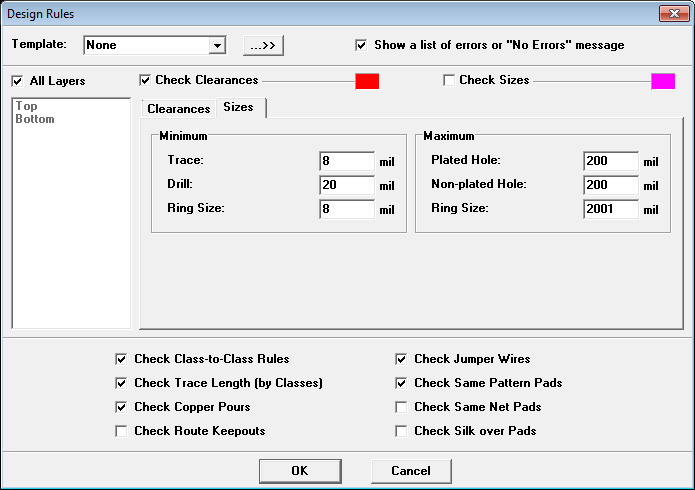 Design Rules
Template: None ...>> Show a list of errors or "No Errors" message
All Layers Check Clearances Check Sizes
Top
Bottom
Clearances Sizes
Minimum Maximum
Trace: 8 mil Plated Hole: 200 mil
Drill: 20 mil Non-plated Hole: 200 mil
Ring Size: 8 mil Ring Size: 2001 mil
Check Class-to-Class Rules Check Jumper Wires
Check Trace Length (by Classes) Check Same Pattern Pads
Check Copper Pours Check Same Net Pads
Check Route Keepouts Check Silk over Pads
OK Cancel